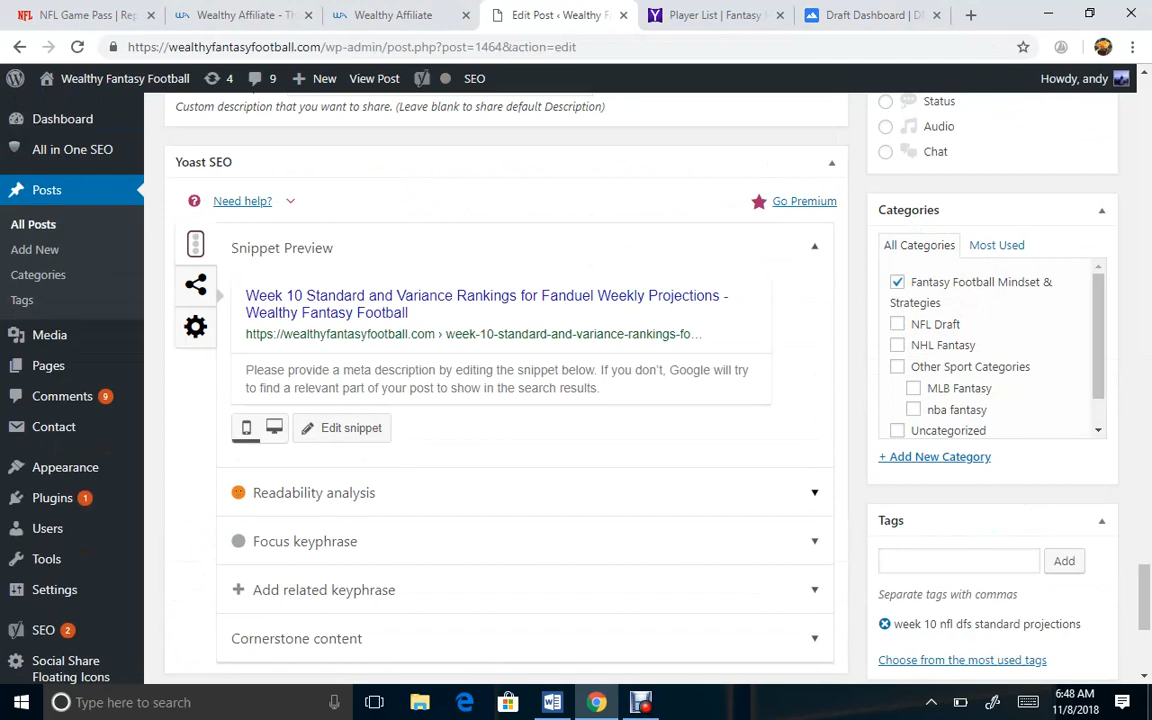 NFL Game Pass | Rep
Wealthy Affiliate - Th
Wealthy Affiliate
Edit Post ‹ Wealthy F
Player List | Fantasy
Draft Dashboard | D
https://wealthyfantasyfootball.com/wp-admin/post.php?post=1464&action=edit
Wealthy Fantasy Football 4 9 New View Post SEO Howdy, andy
Dashboard
All in One SEO
Posts
All Posts
Add New
Categories
Tags
Media
Pages
Comments 9
Contact
Appearance
Plugins 1
Users
Tools
Settings
SEO 2
Social Share
Floating Icons
Custom description that you want to share. (Leave blank to share default Description)
Yoast SEO
Need help?
Go Premium
Snippet Preview
Week 10 Standard and Variance Rankings for Fanduel Weekly Projections -
Wealthy Fantasy Football
https://wealthyfantasyfootball.com › week-10-standard-and-variance-rankings-fo...
Please provide a meta description by editing the snippet below. If you don't, Google will try
to find a relevant part of your post to show in the search results.
Edit snippet
Readability analysis
Focus keyphrase
Add related keyphrase
Cornerstone content
Status
Audio
Chat
Categories
All Categories
Most Used
Fantasy Football Mindset &
Strategies
NFL Draft
NHL Fantasy
Other Sport Categories
MLB Fantasy
nba fantasy
Uncategorized
+ Add New Category
Tags
Add
Separate tags with commas
week 10 nfl dfs standard projections
Choose from the most used tags
Type here to search
6:48 AM
11/8/2018